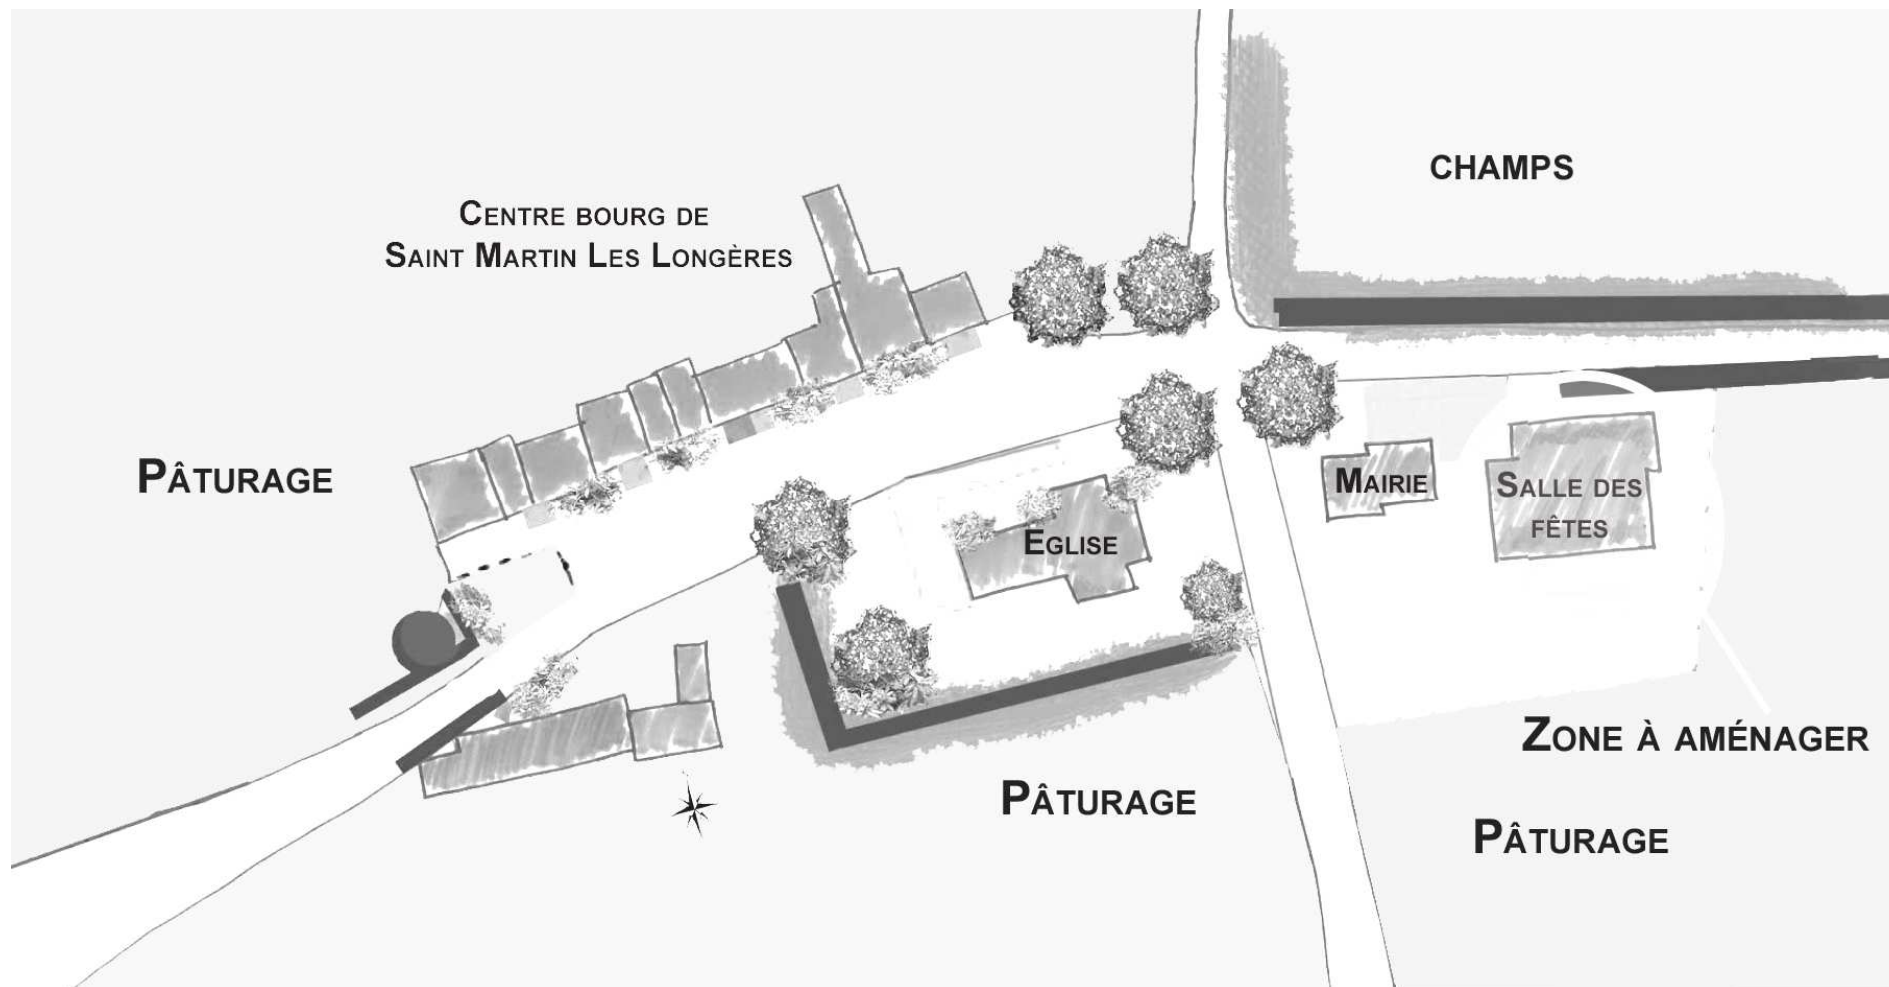 CHAMPS
CENTRE BOURG DE
SAINT MARTIN LES LONGÈRES
PÂTURAGE
MAIRIE
SALLE DES
FÊTES
EGLISE
ZONE À AMÉNAGER
PÂTURAGE
PÂTURAGE